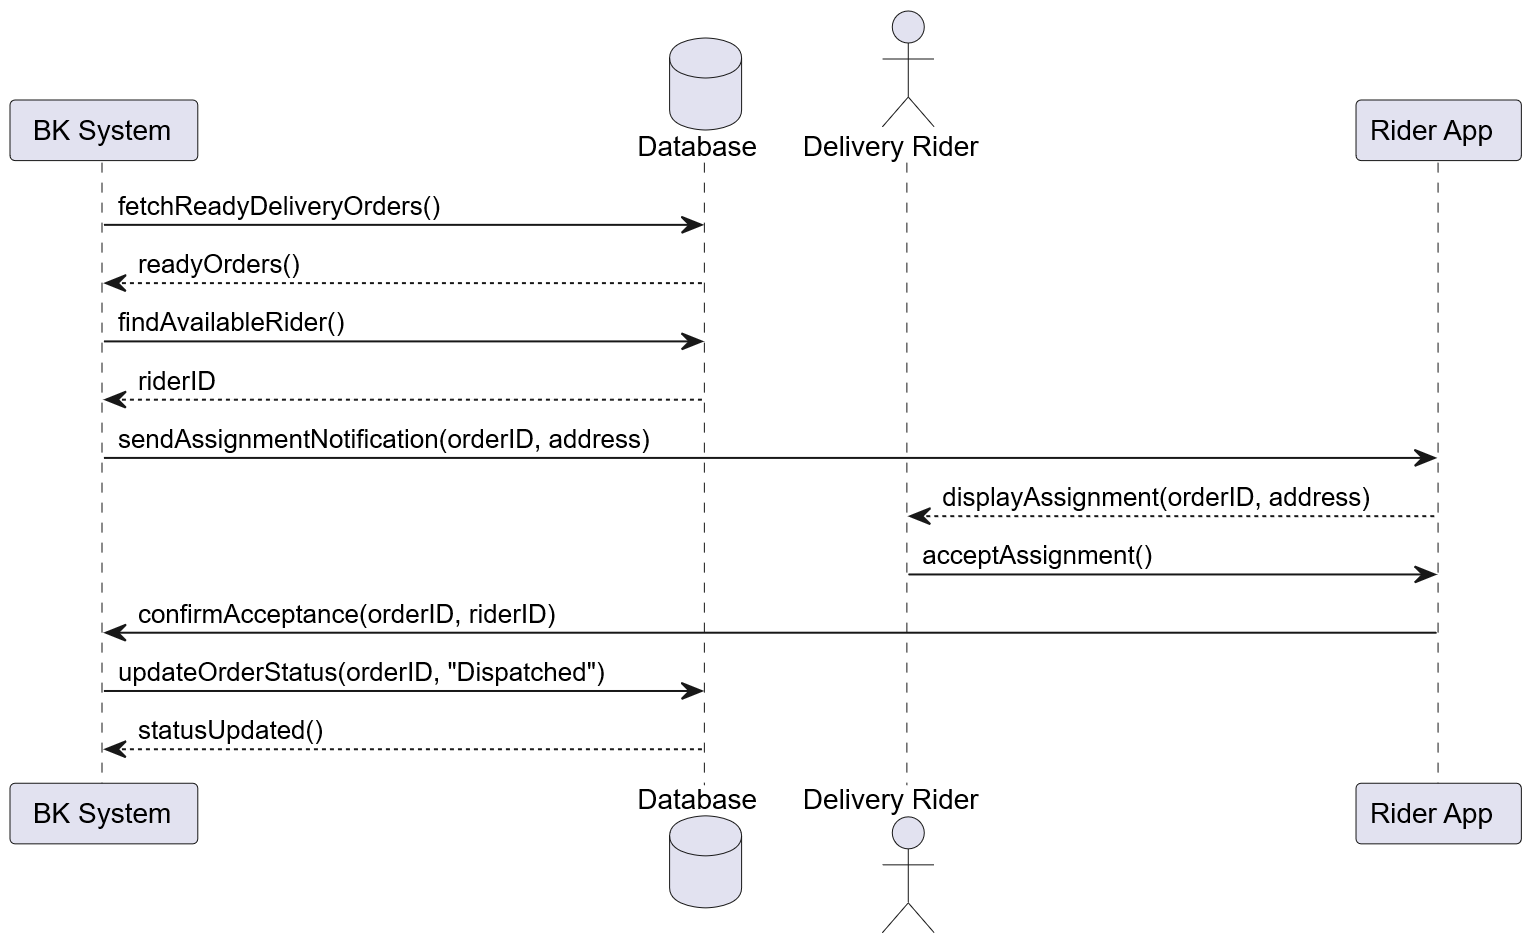 BK System
Database
Delivery Rider
Rider App
fetchReadyDeliveryOrders()
readyOrders()
findAvailableRider()
riderID
sendAssignmentNotification(orderID, address)
displayAssignment(orderID, address)
acceptAssignment()
confirmAcceptance(orderID, riderID)
updateOrderStatus(orderID, "Dispatched")
statusUpdated()
BK System
Database
Delivery Rider
Rider App